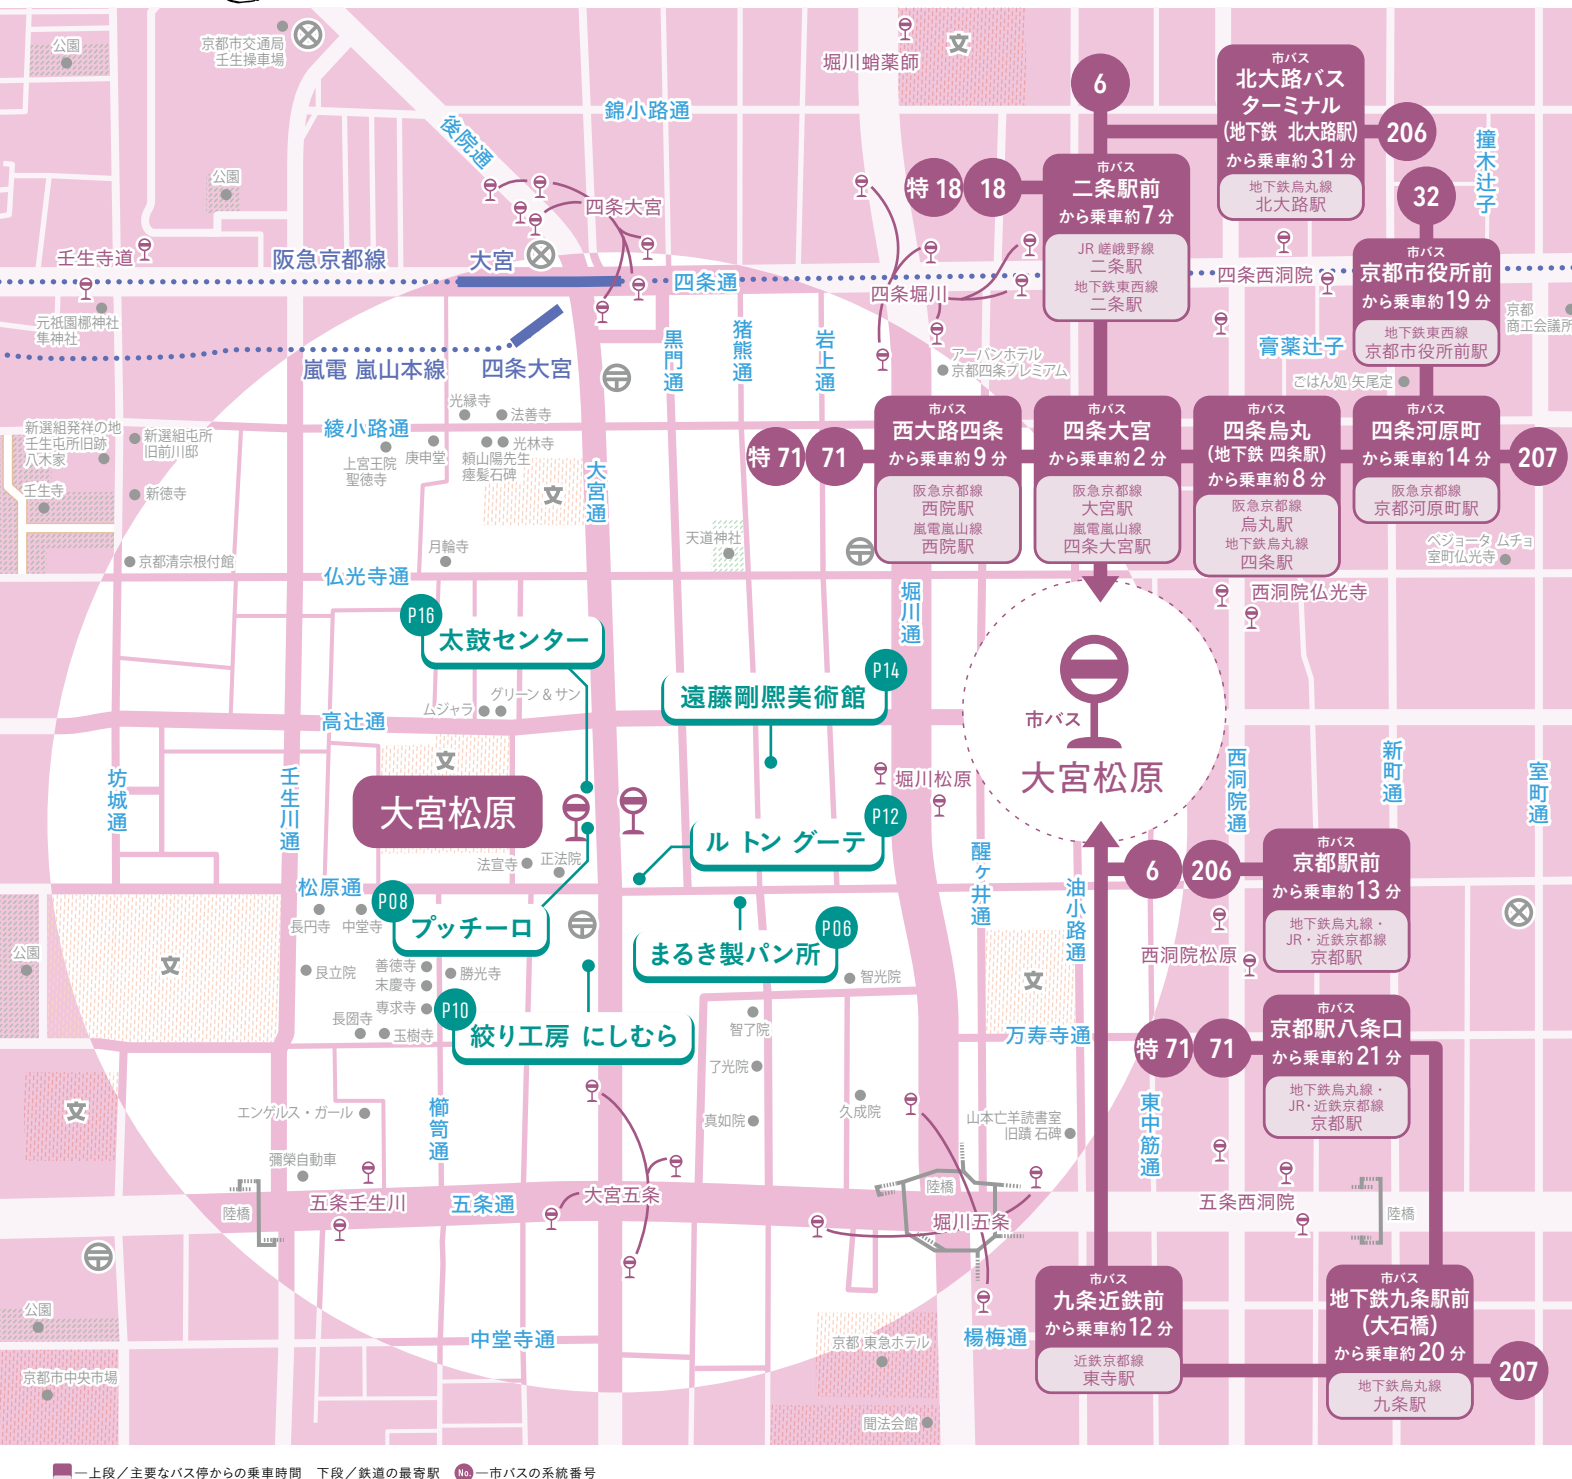 公園
京都市交通局
壬生操車場
堀川蛸薬師
文
6
市バス
北大路バス
ターミナル
(地下鉄 北大路駅)
から乗車約31分
地下鉄烏丸線
北大路駅
206
錦小路通
後院通
撞木辻子
公園
四条大宮
特18
18
市バス
二条駅前
から乗車約7分
JR 嵯峨野線
二条駅
地下鉄東西線
二条駅
32
市バス
京都市役所前
から乗車約19分
地下鉄東西線
京都市役所前駅
壬生寺道
阪急京都線
大宮
四条通
四条堀川
四条西洞院
元祇園梛神社
隼神社
京都
商工会議所
黒門通
猪熊通
岩上通
膏薬辻子
アーバンホテル
京都四条プレミアム
ごはん処 矢尾定
嵐電 嵐山本線
四条大宮
光縁寺
法善寺
綾小路通
新選組発祥の地
壬生屯所旧跡
八木家
新選組屯所
旧前川邸
上宮王院
聖徳寺
庚申堂
光林寺
頼山陽先生
瘞髪石碑
壬生寺
新徳寺
文
大宮通
特71
71
市バス
西大路四条
から乗車約9分
阪急京都線
西院駅
嵐電嵐山線
西院駅
市バス
四条大宮
から乗車約2分
阪急京都線
大宮駅
嵐電嵐山線
四条大宮駅
市バス
四条烏丸
(地下鉄 四条駅)
から乗車約8分
阪急京都線
烏丸駅
地下鉄烏丸線
四条駅
市バス
四条河原町
から乗車約14分
阪急京都線
京都河原町駅
207
天道神社
京都清宗根付館
月輪寺
ベジョータ ムチョ
室町仏光寺
仏光寺通
堀川通
西洞院仏光寺
P16
太鼓センター
P14
遠藤剛熈美術館
グリーン＆サン
ムジャラ
高辻通
市バス
大宮松原
文
坊城通
壬生川通
大宮松原
堀川松原
西洞院通
新町通
室町通
P12
ル トン グーテ
法宣寺
正法院
醒ヶ井通
油小路通
6
206
市バス
京都駅前
から乗車約13分
地下鉄烏丸線・
JR・近鉄京都線
京都駅
松原通
P08
プッチーロ
長円寺
中堂寺
P06
まるき製パン所
公園
文
艮立院
善徳寺
末慶寺
勝光寺
専求寺
長圀寺
玉樹寺
P10
絞り工房 にしむら
智光院
文
西洞院松原
智了院
万寿寺通
特71
71
市バス
京都駅八条口
から乗車約21分
地下鉄烏丸線・
JR・近鉄京都線
京都駅
了光院
文
エンゲルス・ガール
櫛笥通
真如院
久成院
山本亡羊読書室
旧蹟 石碑
東中筋通
彌榮自動車
陸橋
五条壬生川
五条通
大宮五条
陸橋
堀川五条
五条西洞院
陸橋
公園
中堂寺通
京都 東急ホテル
楊梅通
市バス
九条近鉄前
から乗車約12分
近鉄京都線
東寺駅
市バス
地下鉄九条駅前
(大石橋)
から乗車約20分
地下鉄烏丸線
九条駅
207
京都市中央市場
聞法会館
—上段／主要なバス停からの乗車時間 下段／鉄道の最寄駅 No. —市バスの系統番号